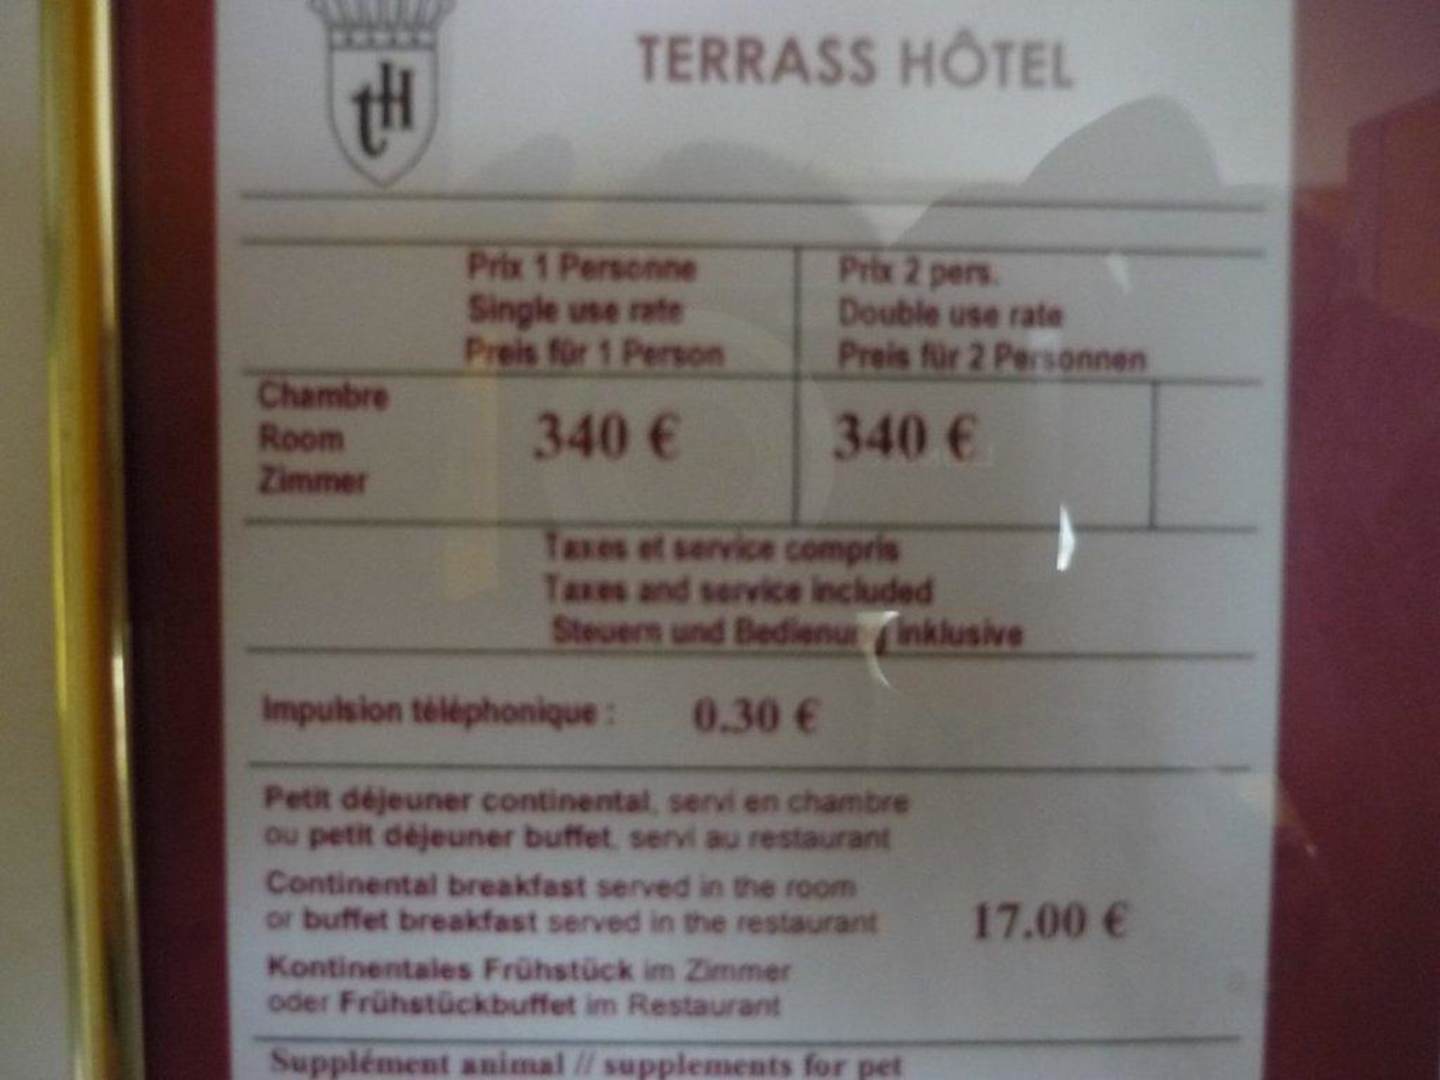 tH
TERRASS HÔTEL
Prix 1 Personne
Single use rate
Preis für 1 Person
Prix 2 pers.
Double use rate
Preis für 2 Personnen
Chambre
Room
Zimmer
340 €
340 €
Taxes et service compris
Taxes and service included
Steuern und Bedienung inklusive
Impulsion téléphonique : 0.30 €
Petit déjeuner continental, servi en chambre
ou petit déjeuner buffet, servi au restaurant
Continental breakfast served in the room
or buffet breakfast served in the restaurant
17.00 €
Kontinentales Frühstück im Zimmer
oder Frühstückbuffet im Restaurant
Supplément animal // supplements for pet